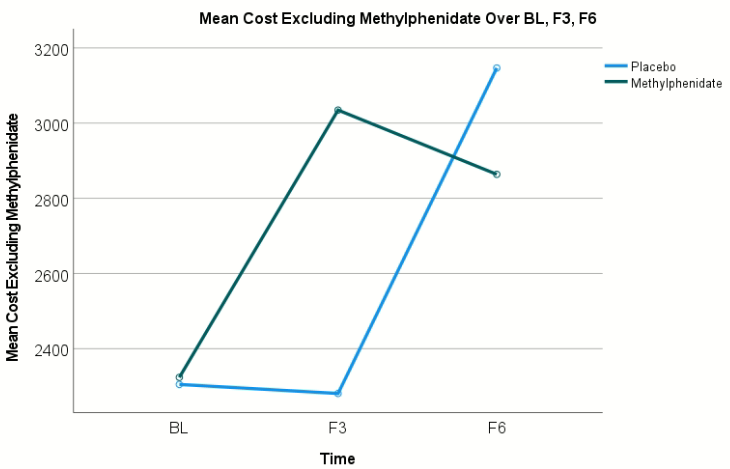 Mean Cost Excluding Methylphenidate Over BL, F3, F6
Placebo
Methylphenidate
Mean Cost Excluding Methylphenidate
3200
3000
2800
2600
2400
BL
F3
F6
Time